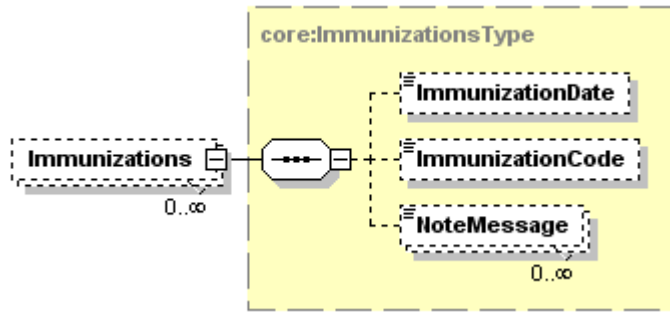 core:ImmunizationsType
ImmunizationDate
Immunizations
0..∞
ImmunizationCode
NoteMessage
0..∞